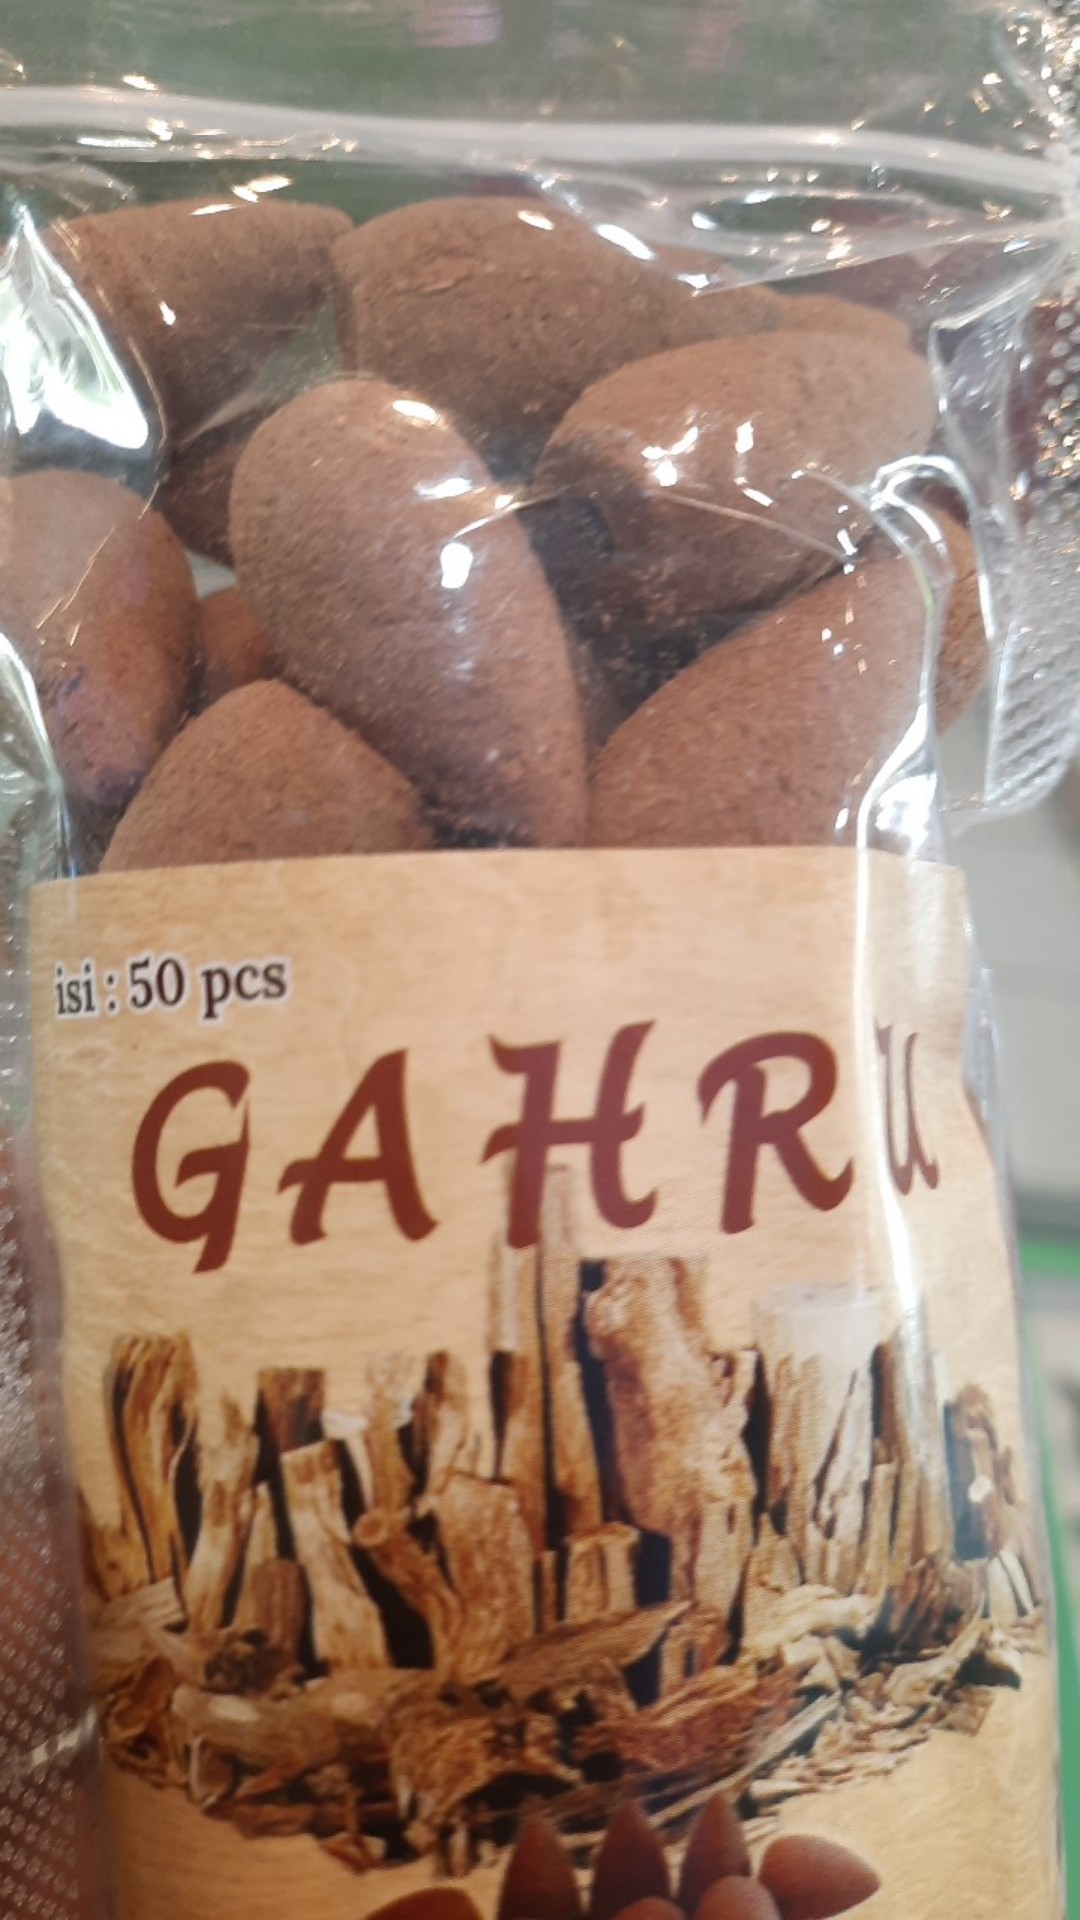 isi : 50 pcs
GAHRU